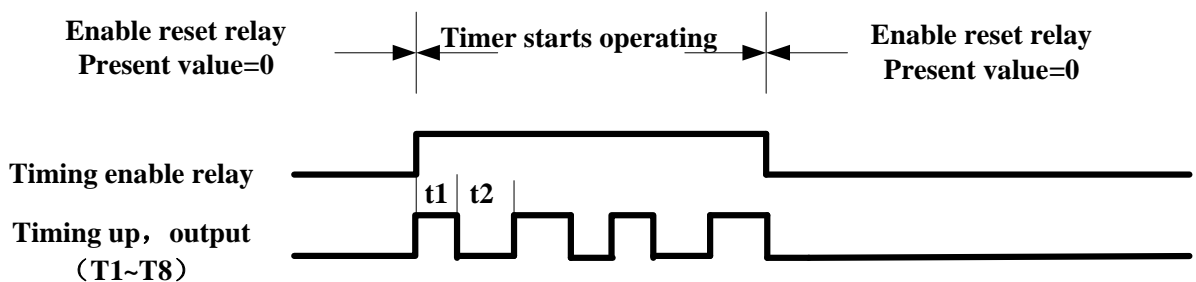 Enable reset relay
Present value=0
Timer starts operating
Enable reset relay
Present value=0
Timing enable relay
t1 t2
Timing up，output
（T1~T8）